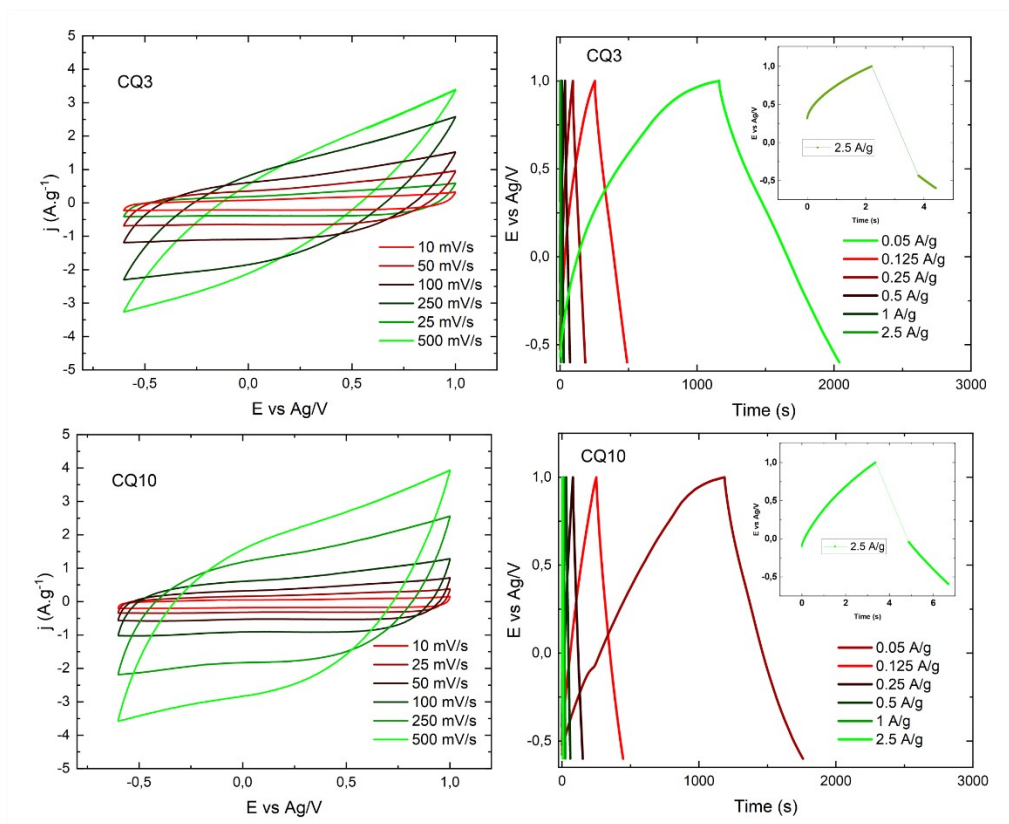 CQ3
5
4
3
2
1
0
-1
-2
-3
-4
-5
j (A.g-1)
-0,5
0,0
0,5
1,0
E vs Ag/V
10 mV/s
50 mV/s
100 mV/s
250 mV/s
25 mV/s
500 mV/s
CQ3
1,0
0,5
0,0
-0,5
E vs Ag/V
0
1000
2000
3000
Time (s)
0.05 A/g
0.125 A/g
0.25 A/g
0.5 A/g
1 A/g
2.5 A/g
1,0
0,5
0,0
-0,5
E vs Ag/V
2.5 A/g
0
2
4
Time (s)
CQ10
5
4
3
2
1
0
-1
-2
-3
-4
-5
j (A.g-1)
-0,5
0,0
0,5
1,0
E vs Ag/V
10 mV/s
25 mV/s
50 mV/s
100 mV/s
250 mV/s
500 mV/s
CQ10
1,0
0,5
0,0
-0,5
E vs Ag/V
0
1000
2000
3000
Time (s)
0.05 A/g
0.125 A/g
0.25 A/g
0.5 A/g
1 A/g
2.5 A/g
1,0
0,5
0,0
-0,5
E vs Ag/V
2.5 A/g
0
2
4
6
Time (s)